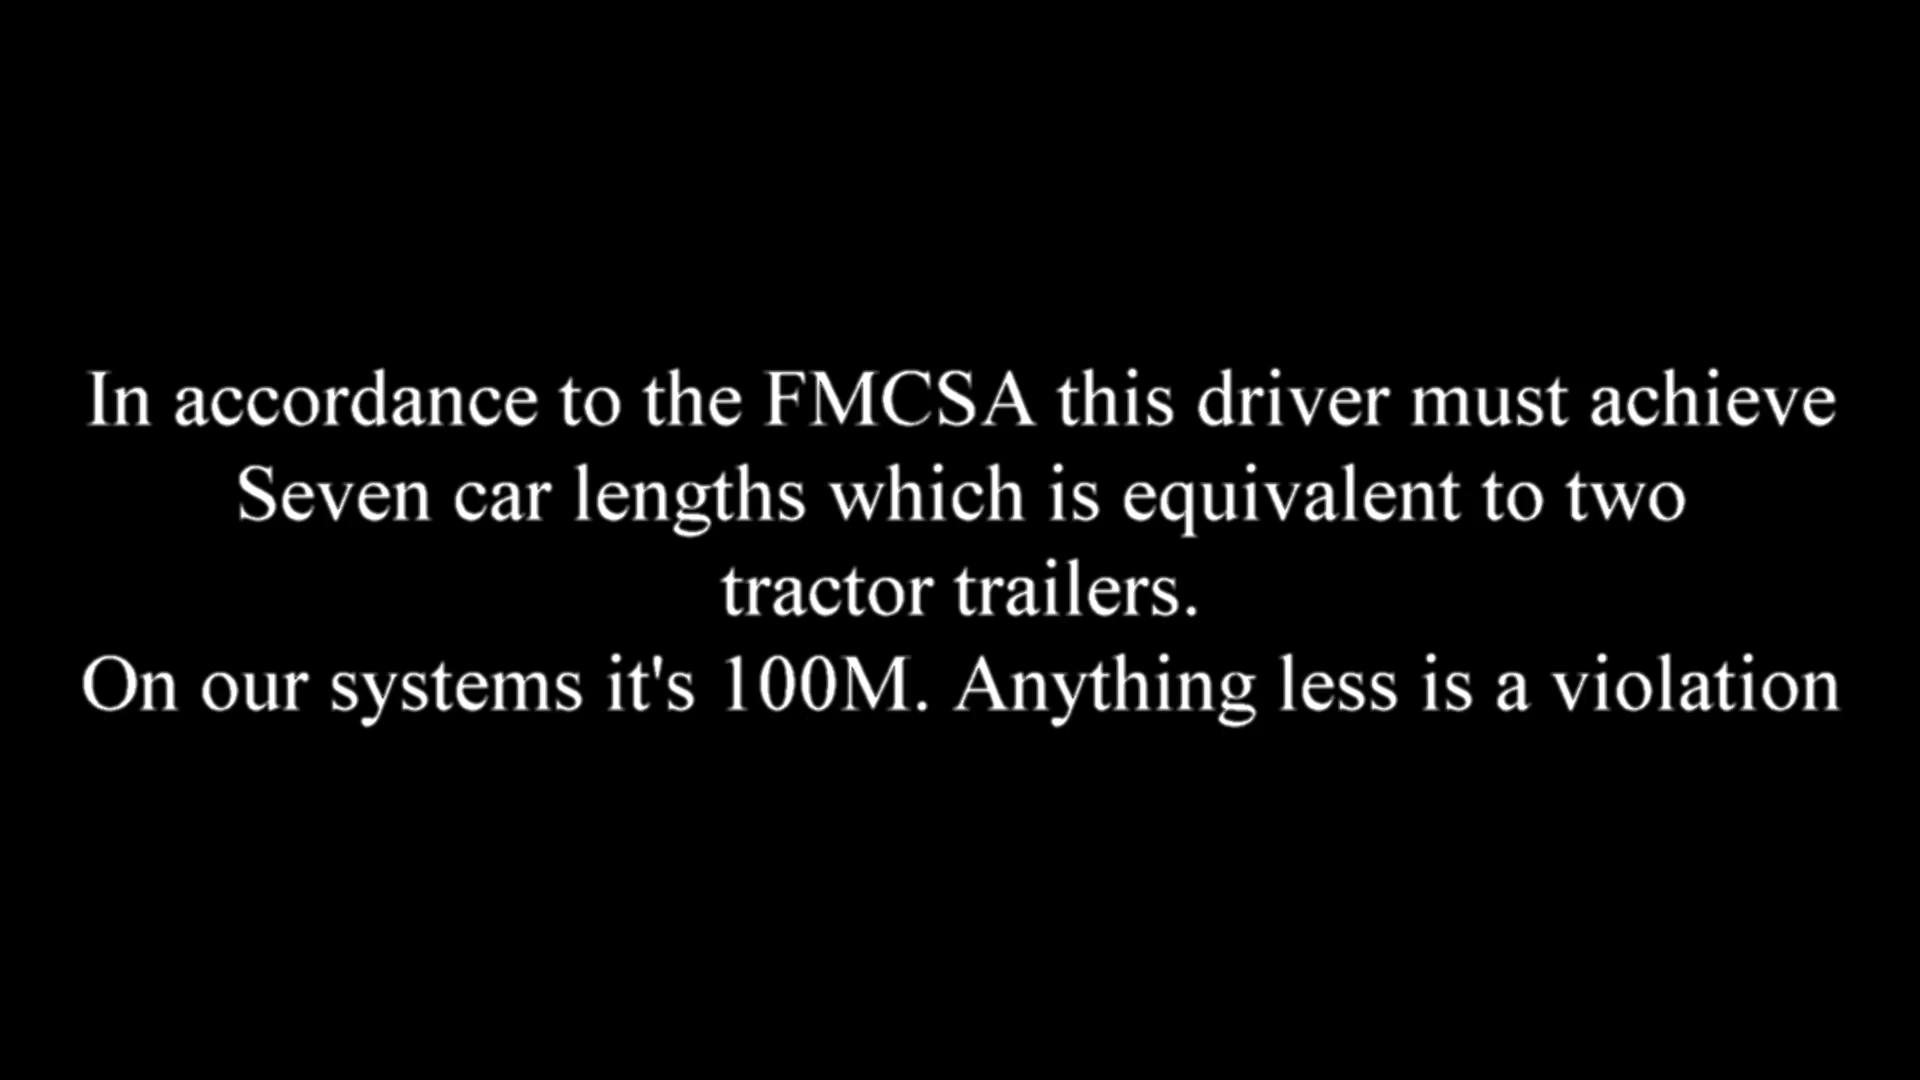 In accordance to the FMCSA this driver must achieve
Seven car lengths which is equivalent to two
tractor trailers.
On our systems it's 100M. Anything less is a violation